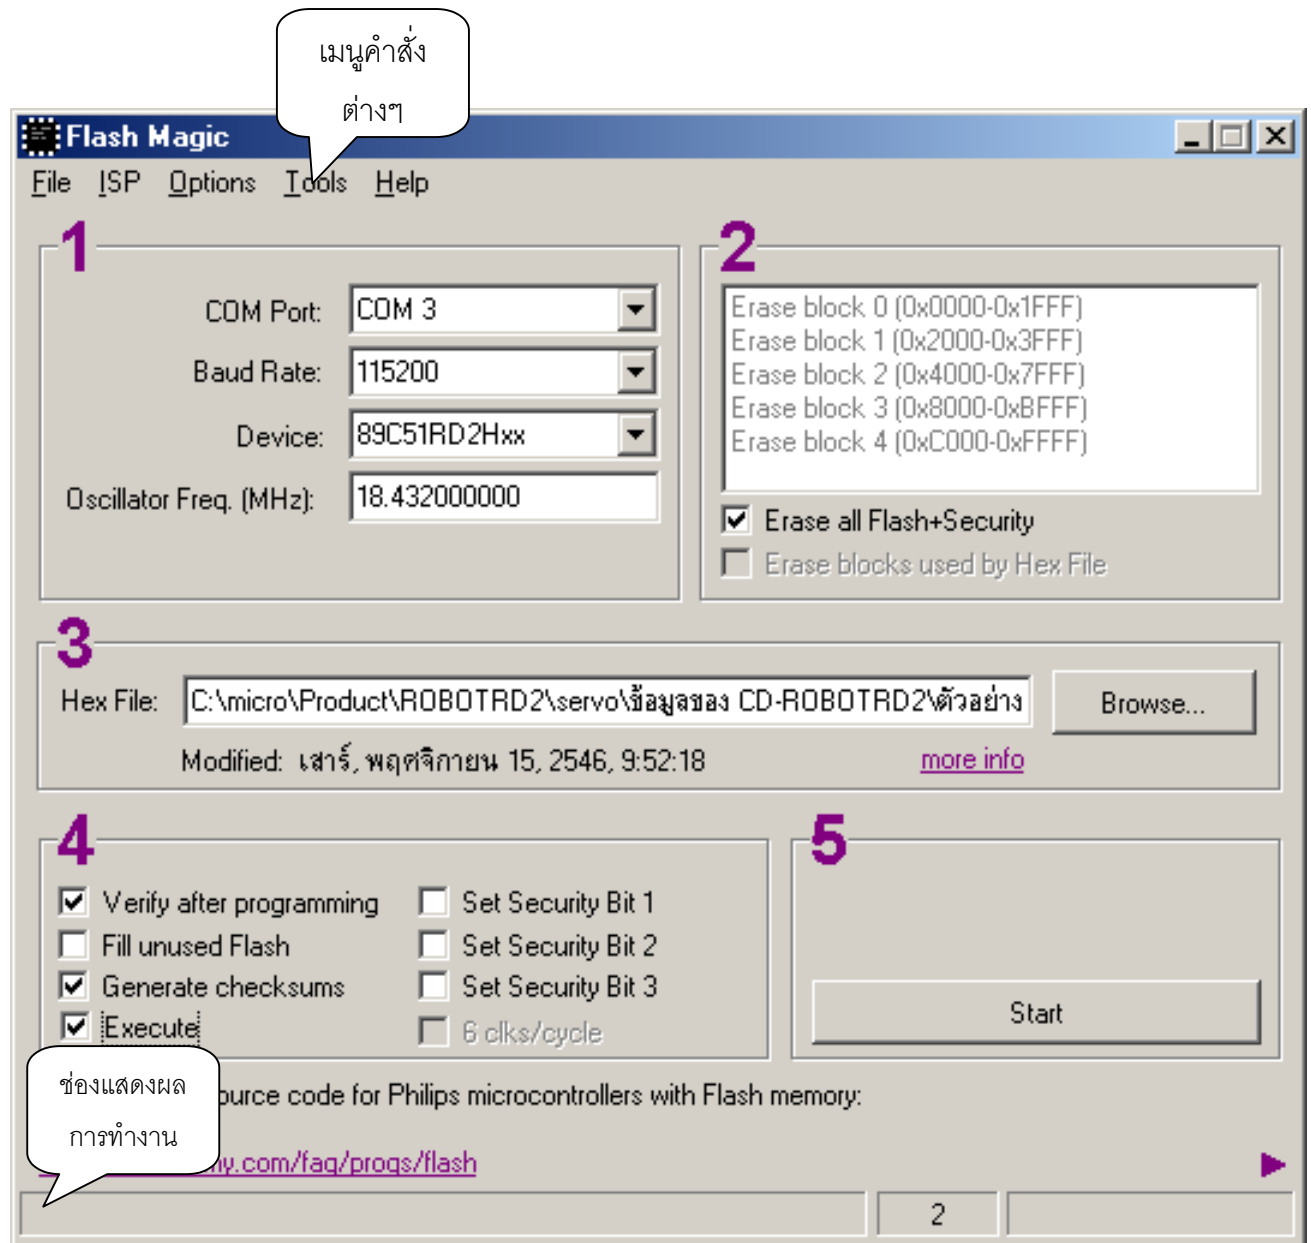 เมนูคำสั่ง
ต่างๆ
Flash Magic
File ISP Options Tools Help
1
COM Port: COM 3
Baud Rate: 115200
Device: 89C51RD2Hxx
Oscillator Freq. (MHz): 18.432000000
2
Erase block 0 (0x0000-0x1FFF)
Erase block 1 (0x2000-0x3FFF)
Erase block 2 (0x4000-0x7FFF)
Erase block 3 (0x8000-0xBFFF)
Erase block 4 (0xC000-0xFFFF)
Erase all Flash+Security
Erase blocks used by Hex File
3
Hex File: C:\micro\Product\ROBOTRD2\servo\ข้อมูลของ CD-ROBOTRD2\ตัวอย่าง Browse...
Modified: เสาร์, พฤศจิกายน 15, 2546, 9:52:18 more info
4
Verify after programming Set Security Bit 1
Fill unused Flash Set Security Bit 2
Generate checksums Set Security Bit 3
Execute 6 clks/cycle
5
Start
ช่องแสดงผล
การทำงาน
ource code for Philips microcontrollers with Flash memory:
ny.com/faq/progs/flash
2